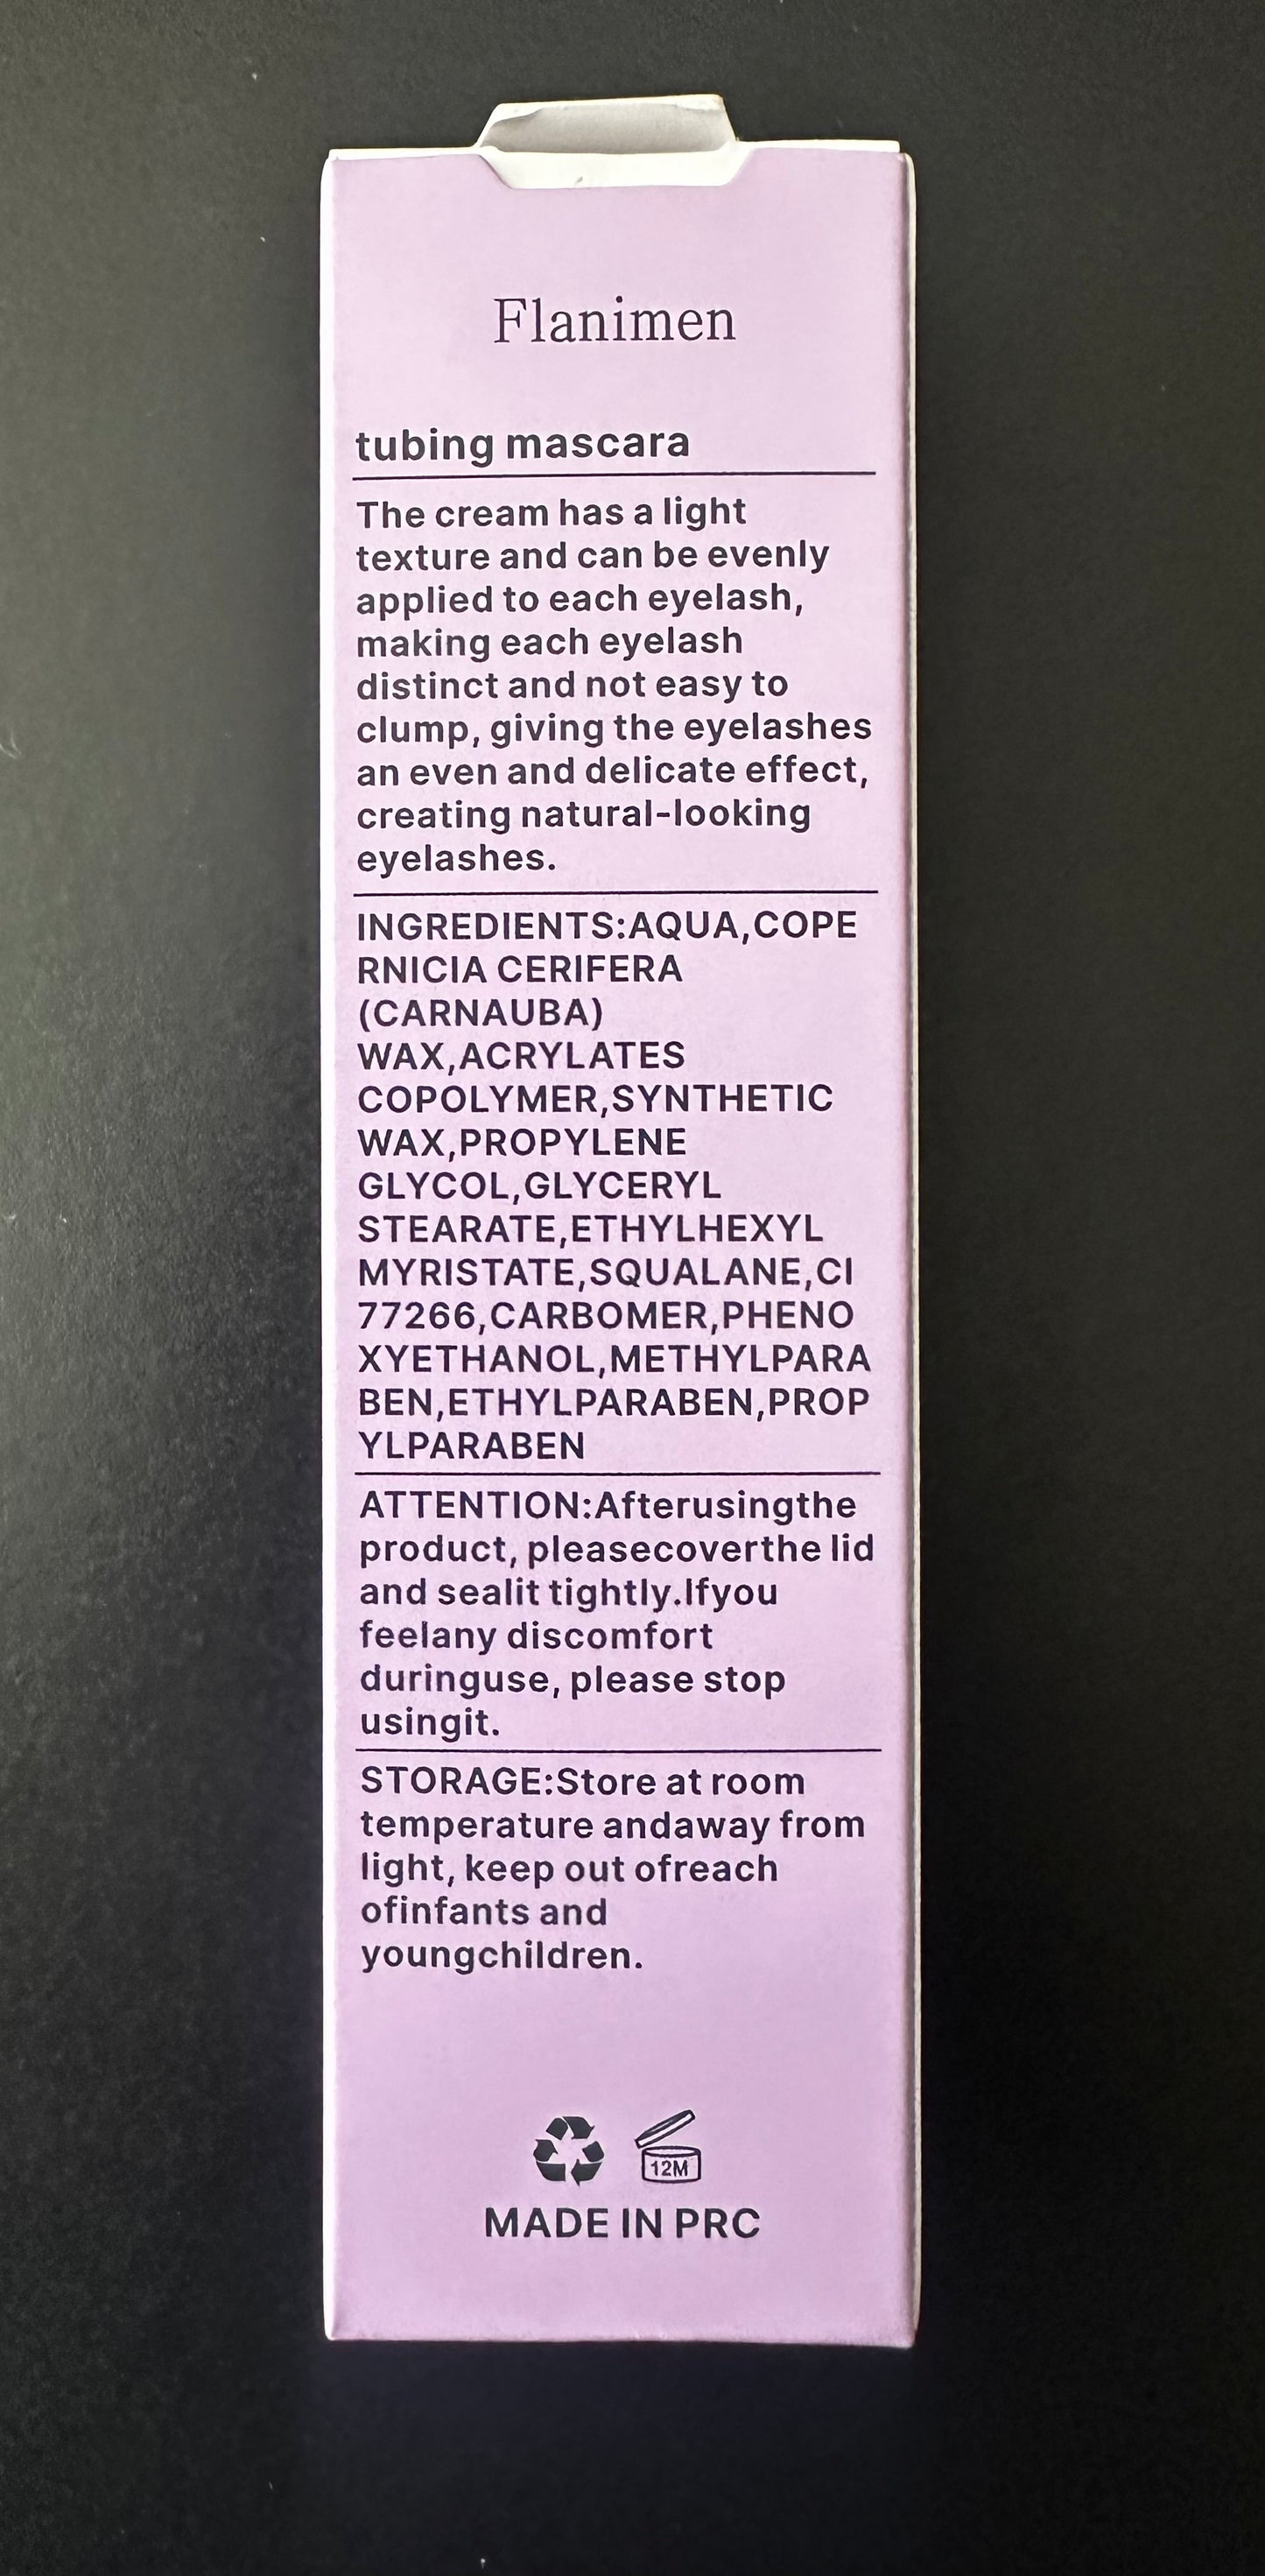 Flanimen
tubing mascara
The cream has a light
texture and can be evenly
applied to each eyelash,
making each eyelash
distinct and not easy to
clump, giving the eyelashes
an even and delicate effect,
creating natural-looking
eyelashes.
INGREDIENTS:AQUA,COPE
RNICIA CERIFERA
(CARNAUBA)
WAX,ACRYLATES
COPOLYMER,SYNTHETIC
WAX,PROPYLENE
GLYCOL,GLYCERYL
STEARATE,ETHYLHEXYL
MYRISTATE,SQUALANE,CI
77266,CARBOMER,PHENO
XYETHANOL,METHYLPARA
BEN,ETHYLPARABEN,PROP
YLPARABEN
ATTENTION:Afterusingthe
product, pleasecoverthe lid
and sealit tightly.Ifyou
feelany discomfort
duringuse, please stop
usingit.
STORAGE:Store at room
temperature andaway from
light, keep out ofreach
ofinfants and
youngchildren.
12M
MADE IN PRC